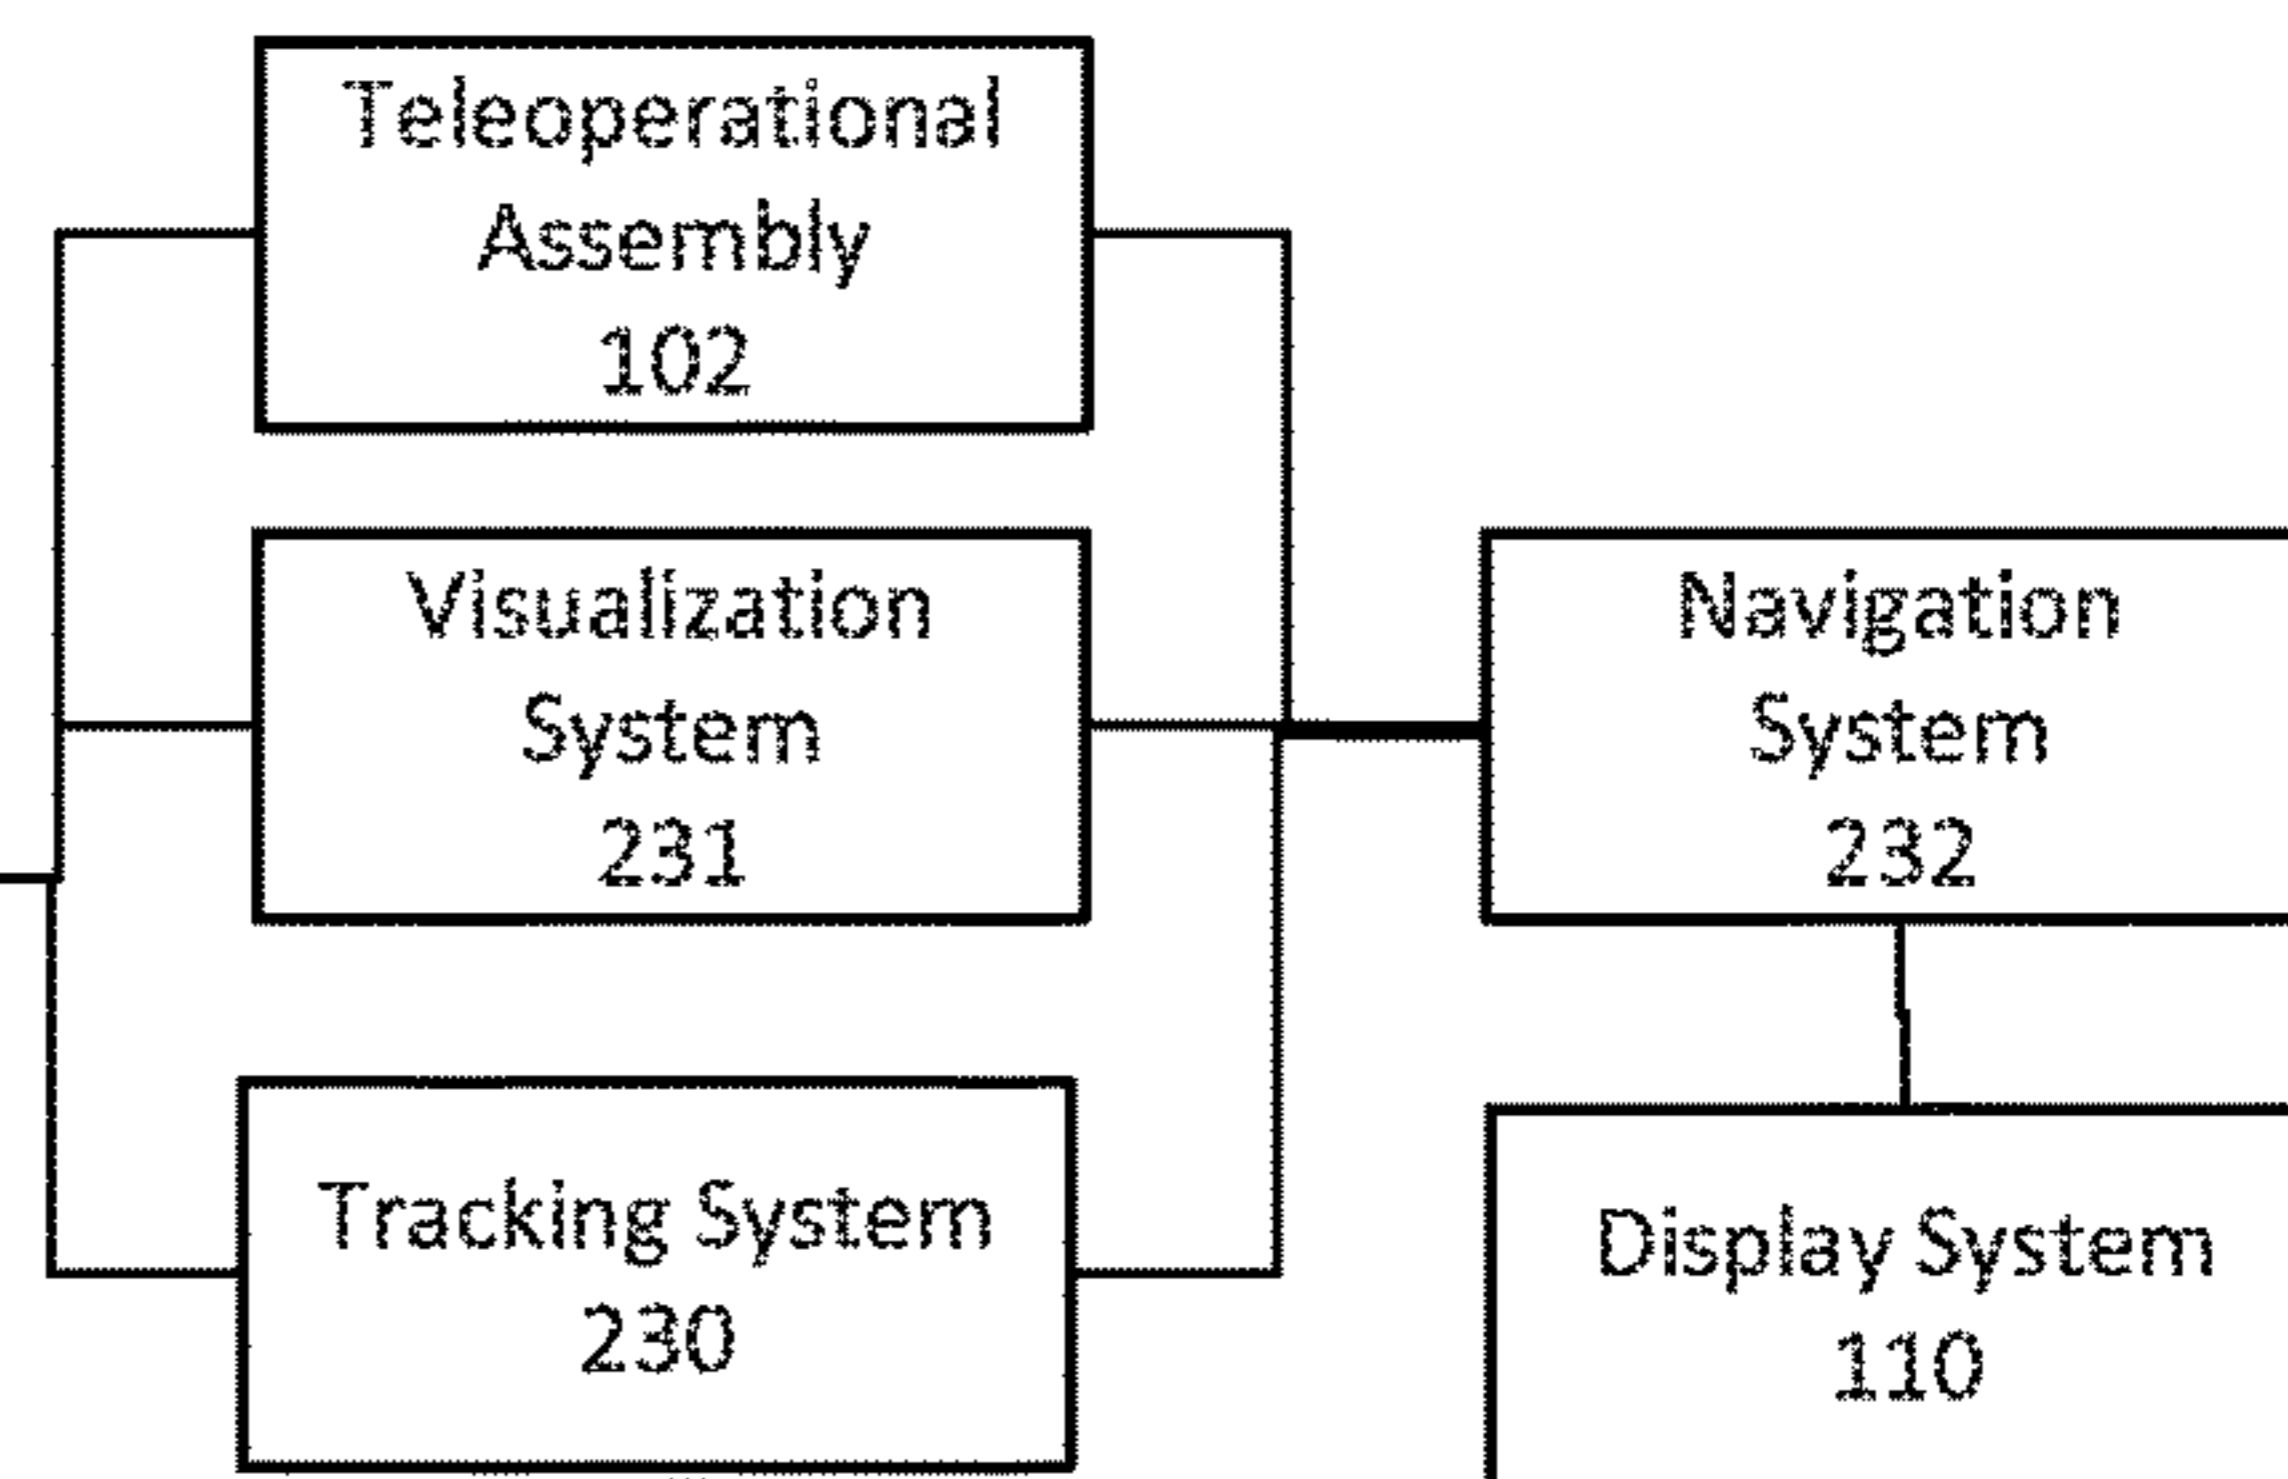 Teleoperational
Assembly
102
Visualization
System
231
Navigation
System
232
Tracking System
230
Display System
110